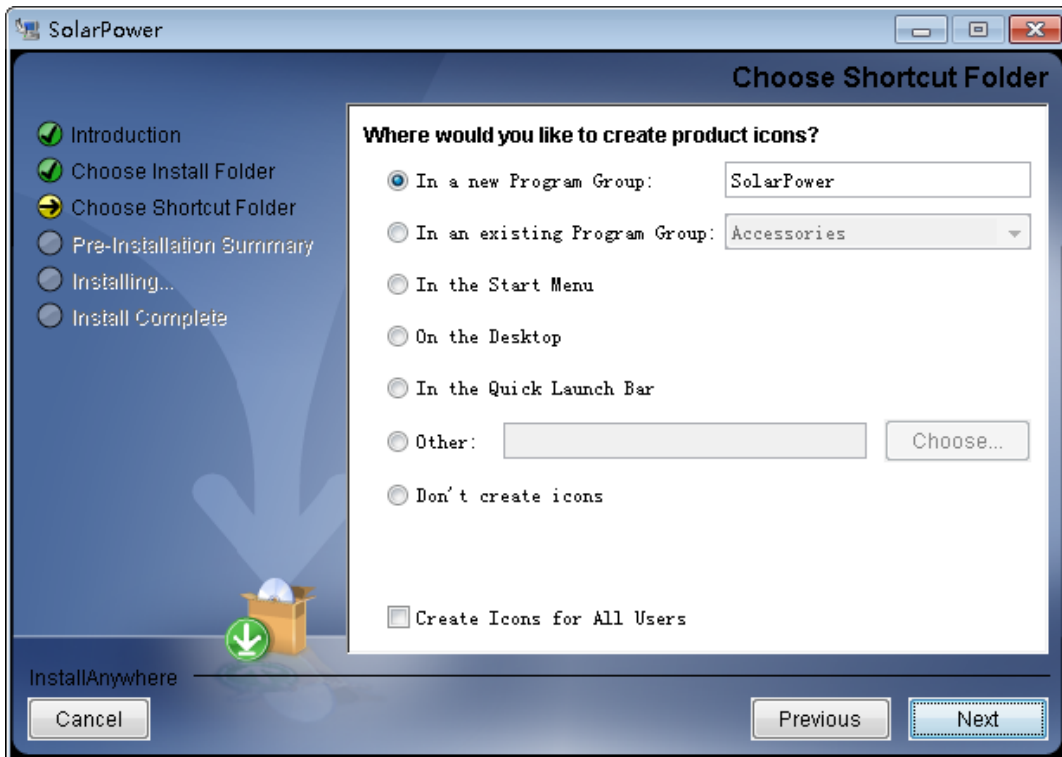 SolarPower
Choose Shortcut Folder
Introduction
Choose Install Folder
Choose Shortcut Folder
Pre-Installation Summary
Installing...
Install Complete
Where would you like to create product icons?
In a new Program Group: SolarPower
In an existing Program Group: Accessories
In the Start Menu
On the Desktop
In the Quick Launch Bar
Other: Choose...
Don't create icons
Create Icons for All Users
InstallAnywhere
Cancel Previous Next